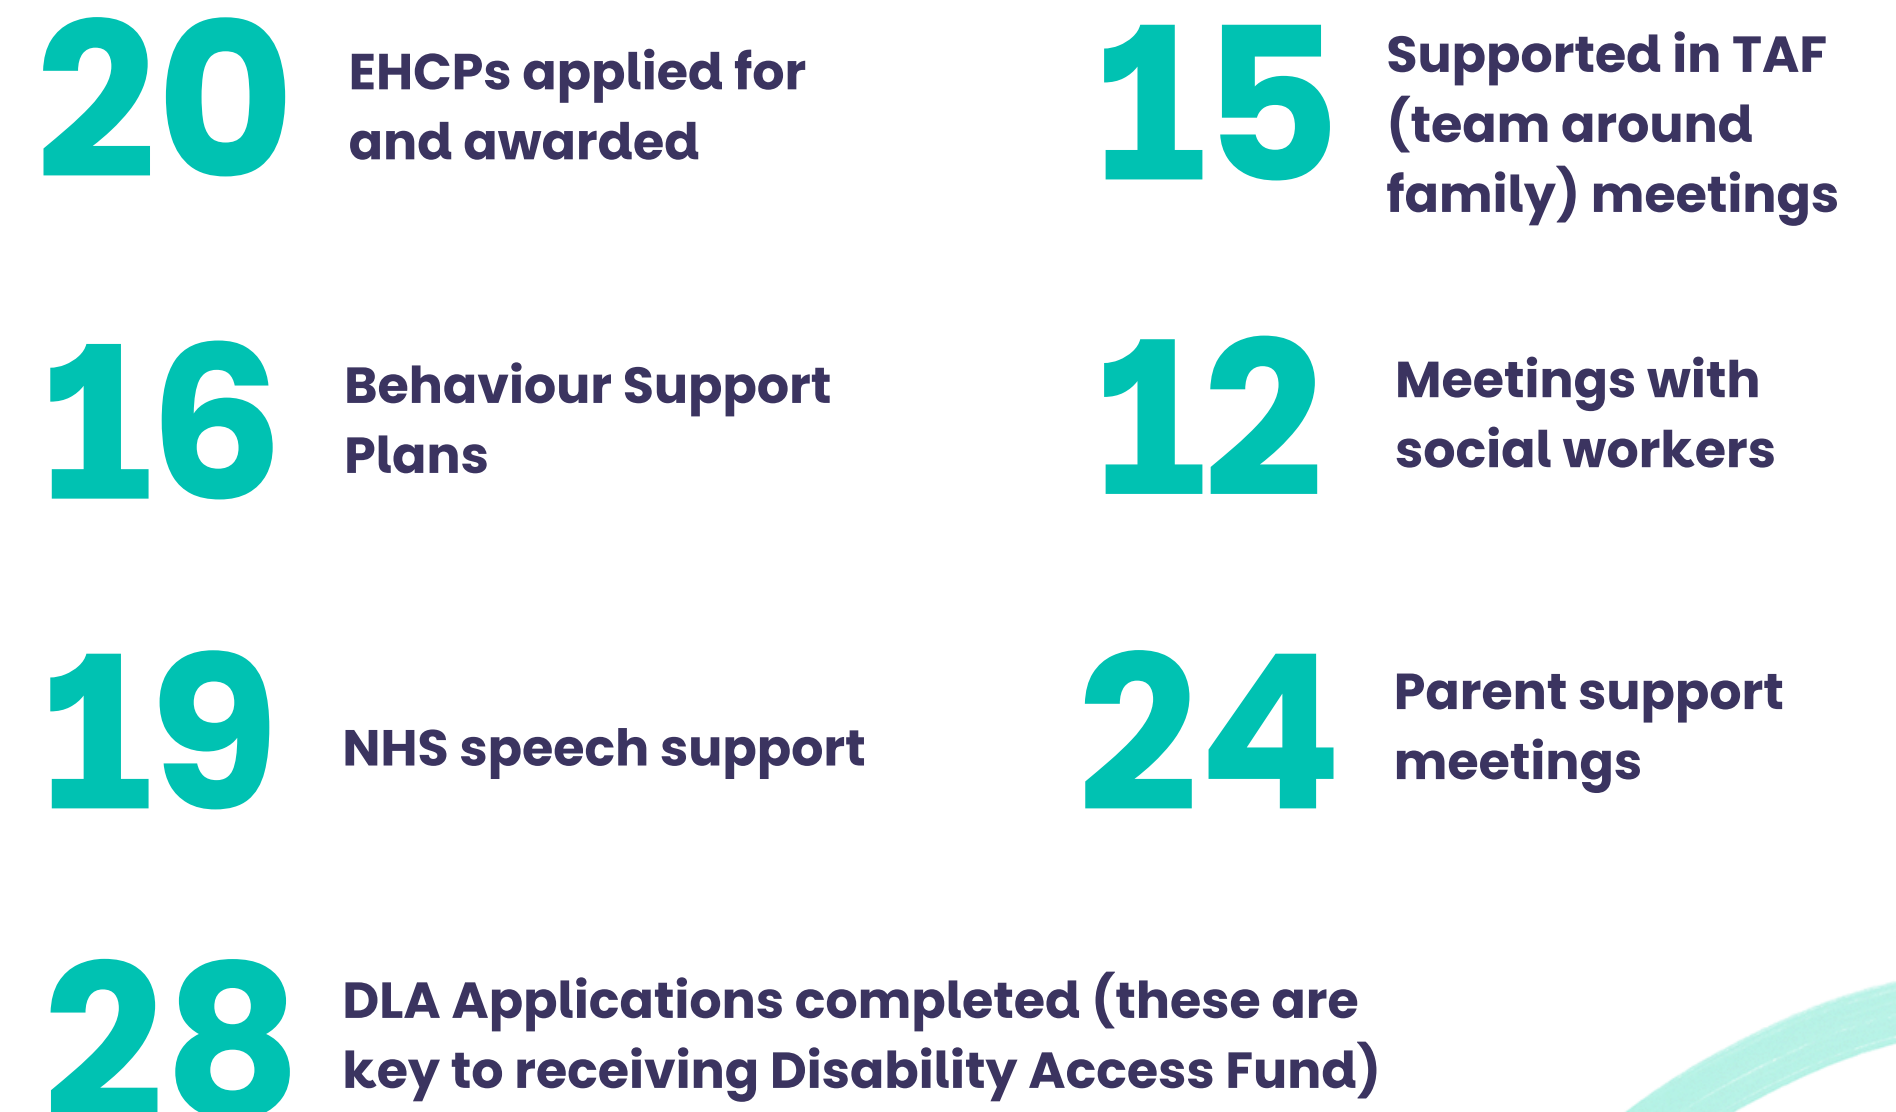 20
EHCPs applied for
and awarded
15
Supported in TAF
(team around
family) meetings
16
Behaviour Support
Plans
12
Meetings with
social workers
19
NHS speech support
24
Parent support
meetings
28
DLA Applications completed (these are
key to receiving Disability Access Fund)